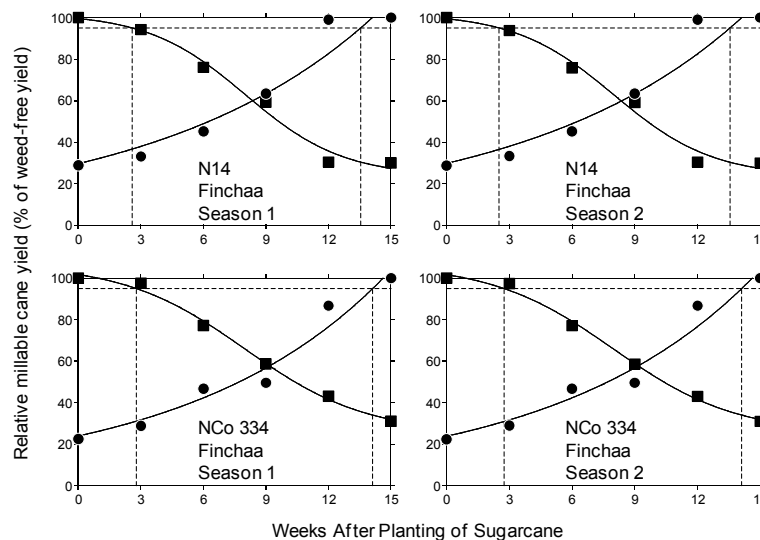 Relative millable cane yield (% of weed-free yield)
100
80
60
40
20
0
0 3 6 9 12 15
N14
Finchaa
Season 1
100
80
60
40
20
0
0 3 6 9 12
N14
Finchaa
Season 2
100
80
60
40
20
0
0 3 6 9 12 15
NCo 334
Finchaa
Season 1
100
80
60
40
20
0
0 3 6 9 12
NCo 334
Finchaa
Season 2
Weeks After Planting of Sugarcane